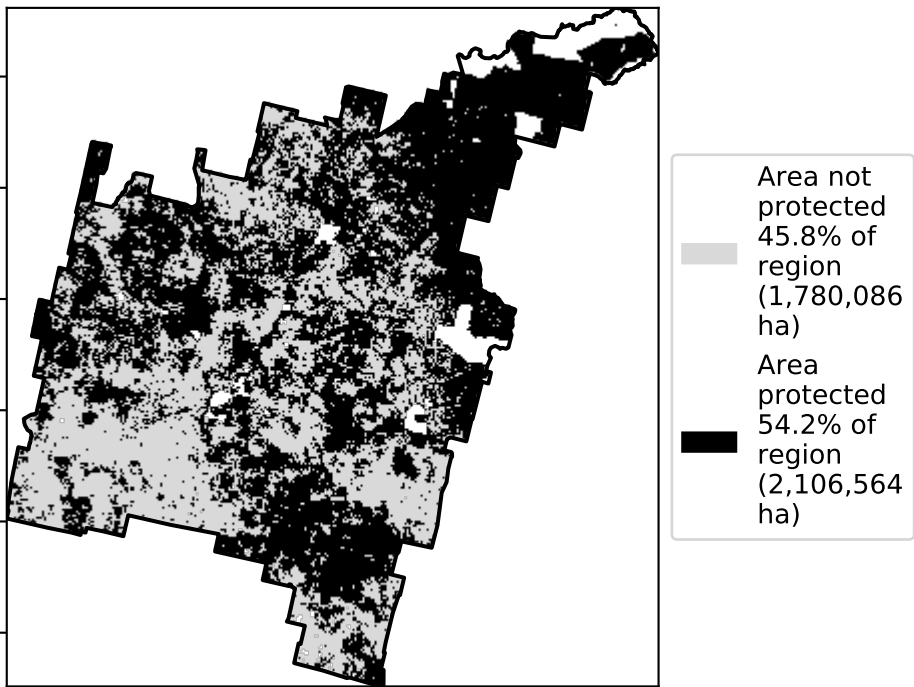 Area not
protected
45.8% of
region
(1,780,086
ha)
Area
protected
54.2% of
region
(2,106,564
ha)